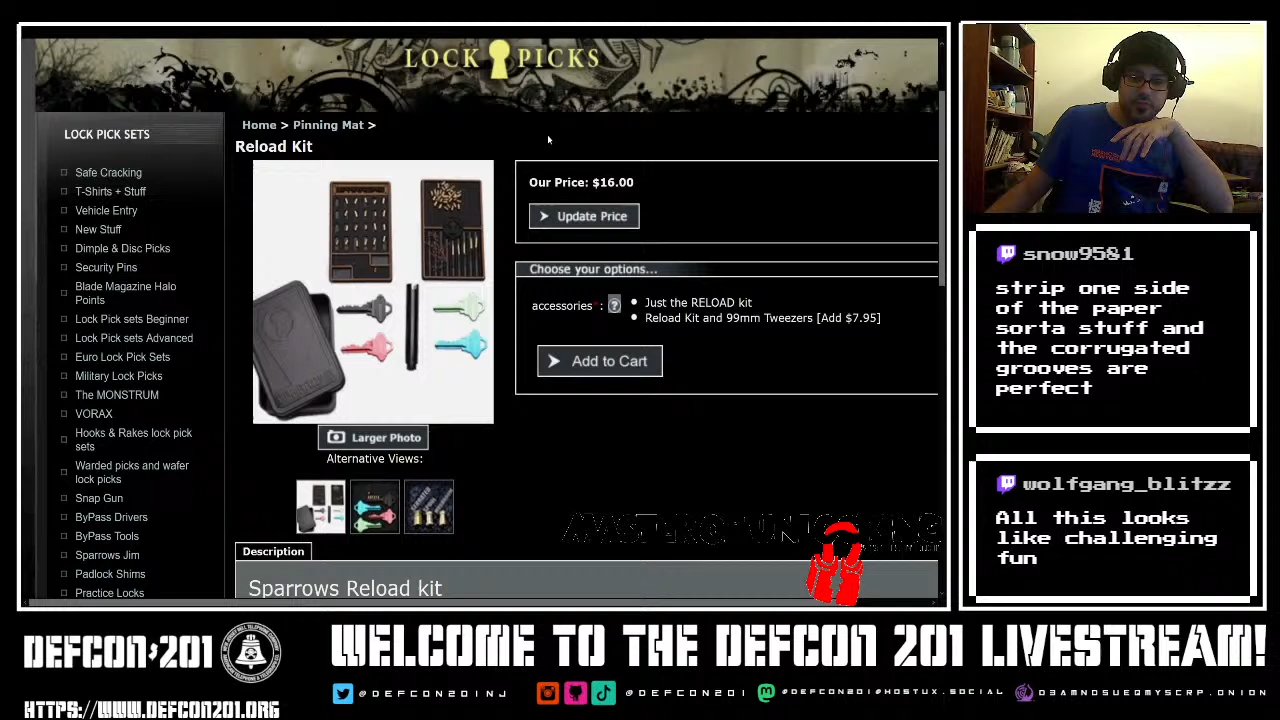 LOCK PICKS
Home > Pinning Mat >
Reload Kit
LOCK PICK SETS
Safe Cracking
T-Shirts + Stuff
Vehicle Entry
New Stuff
Dimple & Disc Picks
Security Pins
Blade Magazine Halo
Points
Lock Pick sets Beginner
Lock Pick sets Advanced
Euro Lock Pick Sets
Military Lock Picks
The MONSTRUM
VORAX
Hooks & Rakes lock pick
sets
Warded picks and wafer
lock picks
Snap Gun
ByPass Drivers
ByPass Tools
Sparrows Jim
Padlock Shims
Practice Locks
Our Price: $16.00
Update Price
Choose your options...
accessories*: ?
Just the RELOAD kit
Reload Kit and 99mm Tweezers [Add $7.95]
Add to Cart
Larger Photo
Alternative Views:
Description
Sparrows Reload kit
snow9581
strip one side
of the paper
sorta stuff and
the corrugated
grooves are
perfect
wolfgang_blitzz
All this looks
like challenging
fun
DEFCON 201
WELCOME TO THE DEFCON 201 LIVESTREAM!
HTTPS://WWW.DEFCON201.ORG
@DEFCON201NJ
@DEFCON201
@DEFCON201@HOSTUX.SOCIAL